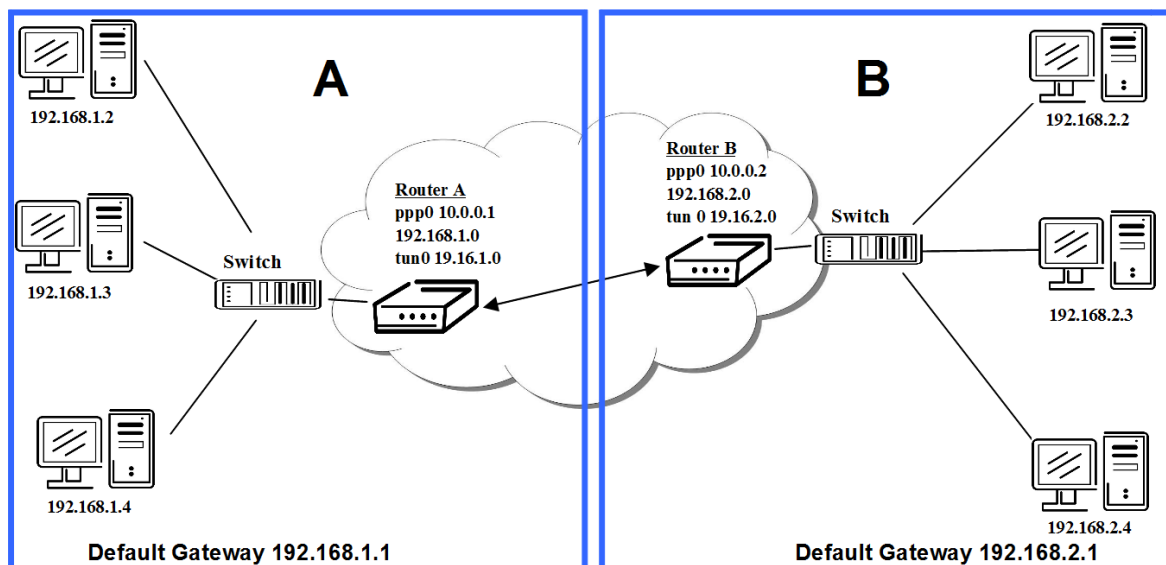 A
192.168.1.2
192.168.1.3
192.168.1.4
Switch
Router A
ppp0 10.0.0.1
192.168.1.0
tun0 19.16.1.0
Default Gateway 192.168.1.1
B
Router B
ppp0 10.0.0.2
192.168.2.0
tun 0 19.16.2.0
Switch
192.168.2.2
192.168.2.3
192.168.2.4
Default Gateway 192.168.2.1